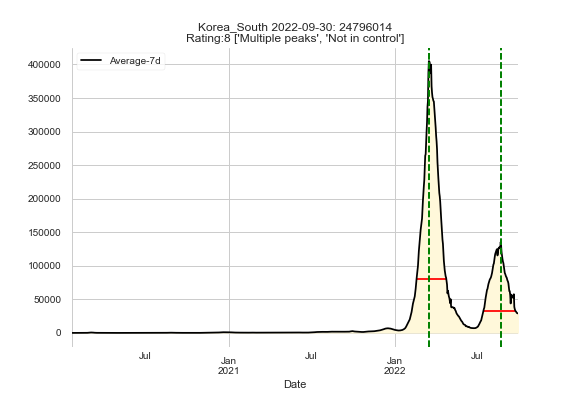 Korea_South 2022-09-30: 24796014
Rating:8 ['Multiple peaks', 'Not in control']
Average-7d
400000
350000
300000
250000
200000
150000
100000
50000
0
Jul
Jan
2021
Jul
Jan
2022
Jul
Date